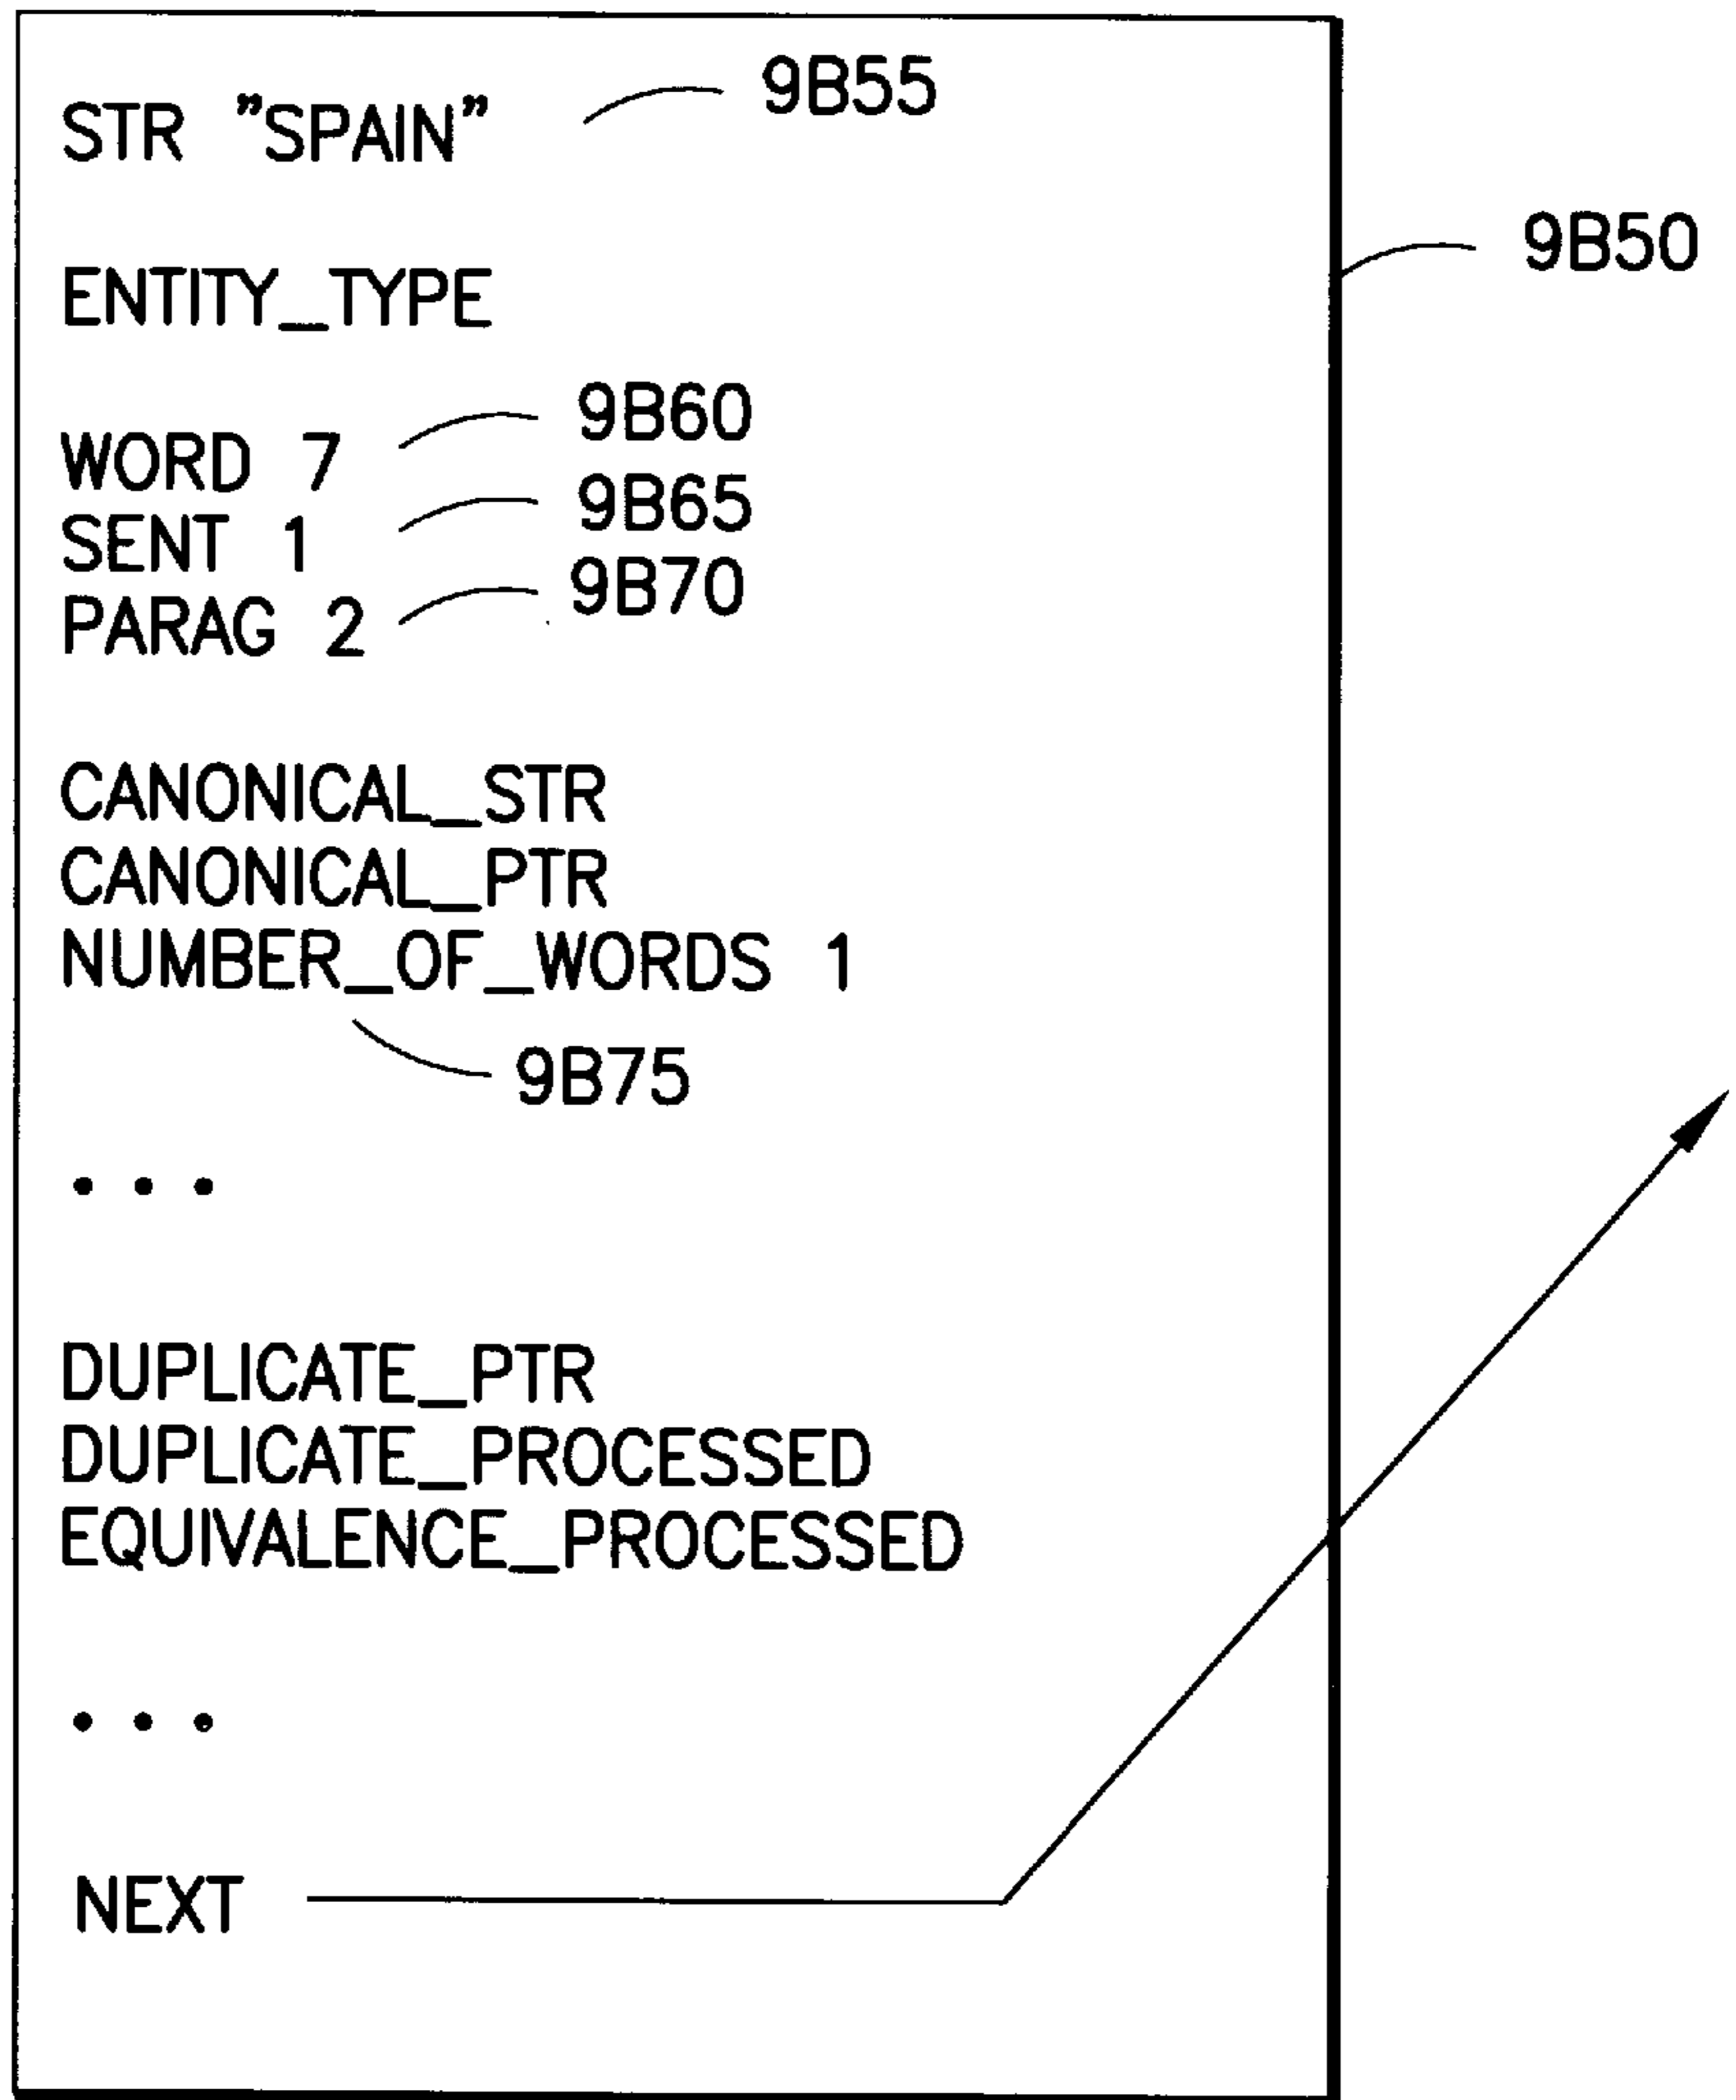 STR "SPAIN" 9B55
9B50
ENTITY_TYPE
WORD 7 9B60
SENT 1 9B65
PARAG 2 9B70
CANONICAL_STR
CANONICAL_PTR
NUMBER_OF_WORDS 1
9B75
• • •
DUPLICATE_PTR
DUPLICATE_PROCESSED
EQUIVALENCE_PROCESSED
• • •
NEXT